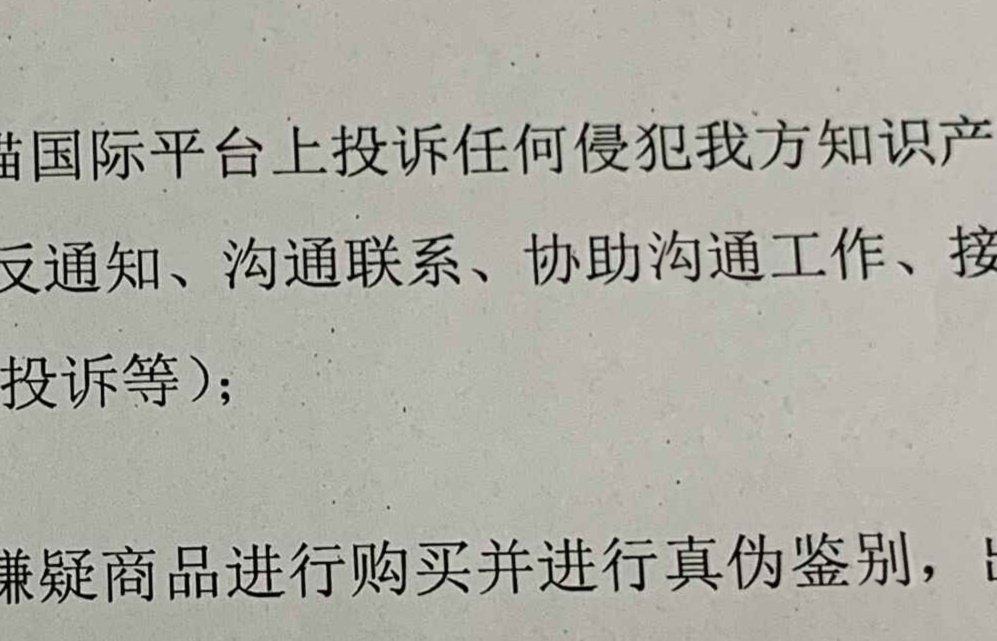 猫国际平台上投诉任何侵犯我方知识产
反通知、沟通联系、协助沟通工作、接
投诉等);
嫌疑商品进行购买并进行真伪鉴别,